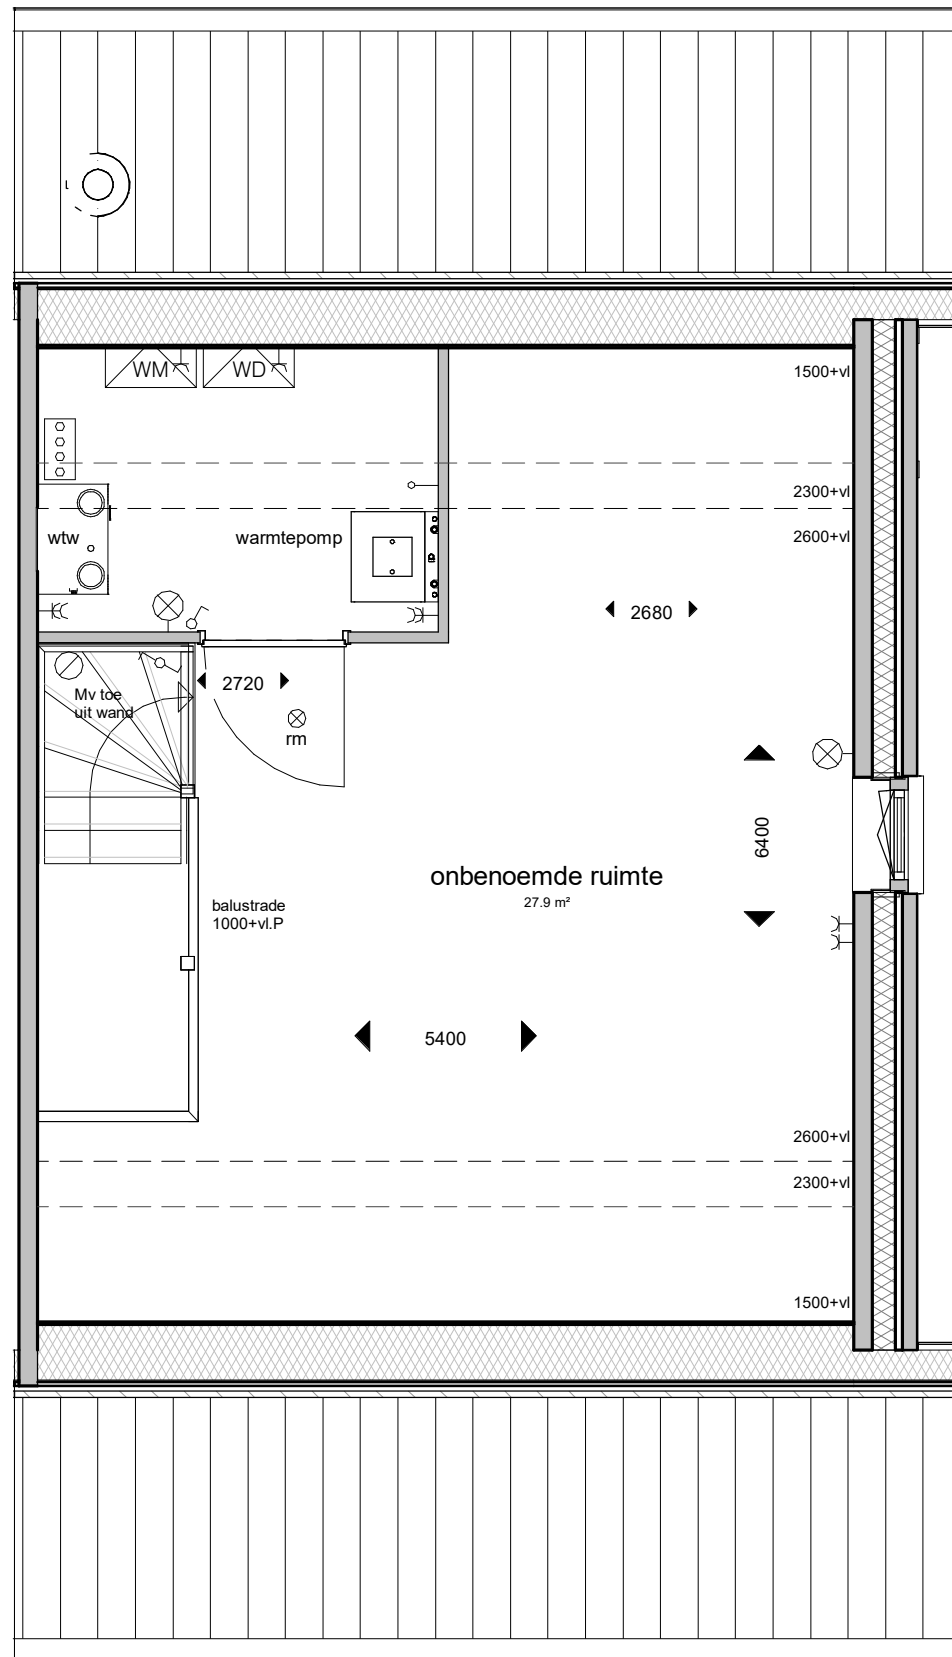 WM
WD
1500+vl
2300+vl
wtw
warmtepomp
2600+vl
2680
Mv toe
uit wand
2720
rm
6400
onbenoemde ruimte
27.9 m²
balustrade
1000+vl.P
5400
2600+vl
2300+vl
1500+vl